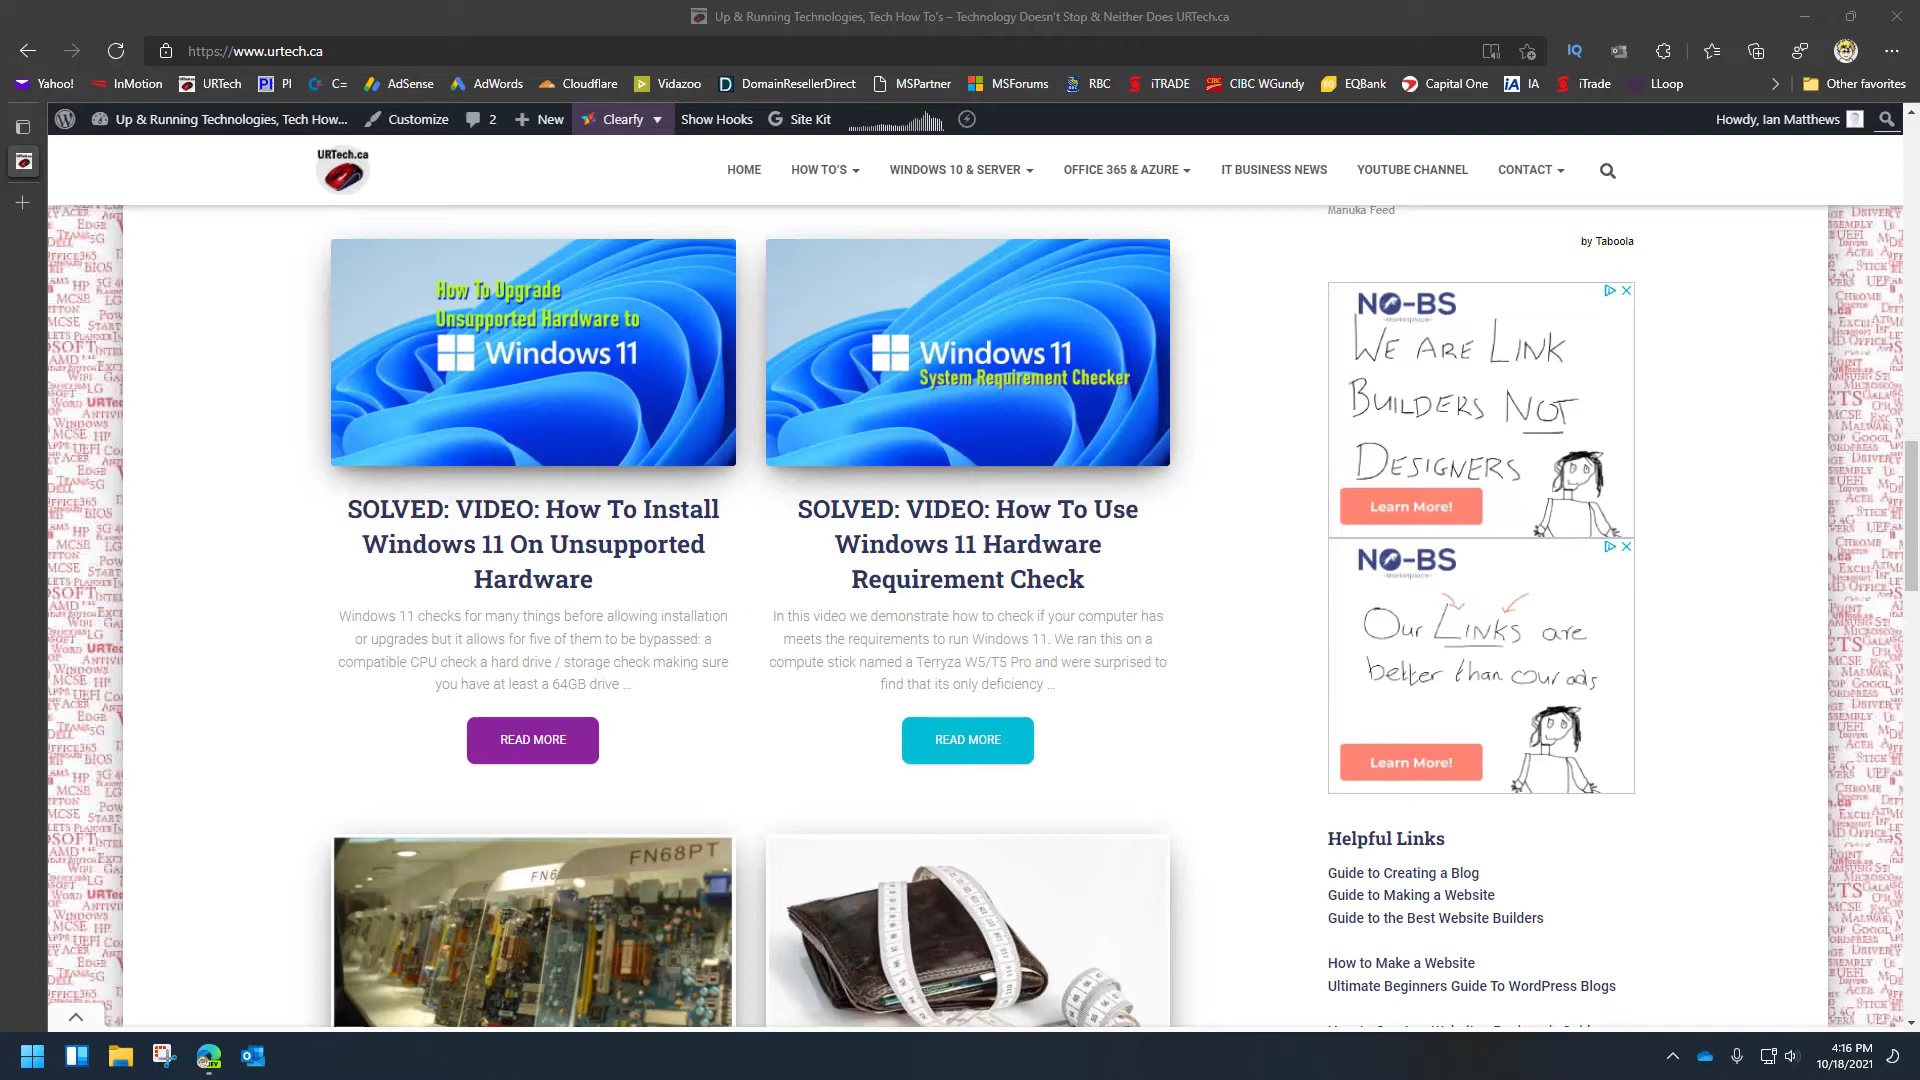 Up & Running Technologies, Tech How To's – Technology Doesn't Stop & Neither Does URTech.ca
https://www.urtech.ca
Yahoo! InMotion URTech PI C= AdSense AdWords Cloudflare Vidazoo DomainResellerDirect MSPartner MSForums RBC iTRADE CIBC WGundy EQBank Capital One IA iTrade LLoop Other favorites
Up & Running Technologies, Tech How... Customize 2 New Clearfy Show Hooks Site Kit Howdy, Ian Matthews
URTech.ca
HOME HOW TO'S WINDOWS 10 & SERVER OFFICE 365 & AZURE IT BUSINESS NEWS YOUTUBE CHANNEL CONTACT
Manuka Feed
by Taboola
How To Upgrade
Unsupported Hardware to
Windows 11
Windows 11
System Requirement Checker
SOLVED: VIDEO: How To Install
Windows 11 On Unsupported
Hardware
Windows 11 checks for many things before allowing installation
or upgrades but it allows for five of them to be bypassed: a
compatible CPU check a hard drive / storage check making sure
you have at least a 64GB drive ...
READ MORE
SOLVED: VIDEO: How To Use
Windows 11 Hardware
Requirement Check
In this video we demonstrate how to check if your computer has
meets the requirements to run Windows 11. We ran this on a
compute stick named a Terryza W5/T5 Pro and were surprised to
find that its only deficiency ...
READ MORE
FN68PT
FN6
NO-BS
Marketplace
WE ARE LINK
BUILDERS NOT
DESIGNERS
Learn More!
NO-BS
Marketplace
OUR LINKS are
better than our ads
Learn More!
Helpful Links
Guide to Creating a Blog
Guide to Making a Website
Guide to the Best Website Builders
How to Make a Website
Ultimate Beginners Guide To WordPress Blogs
4:16 PM
10/18/2021